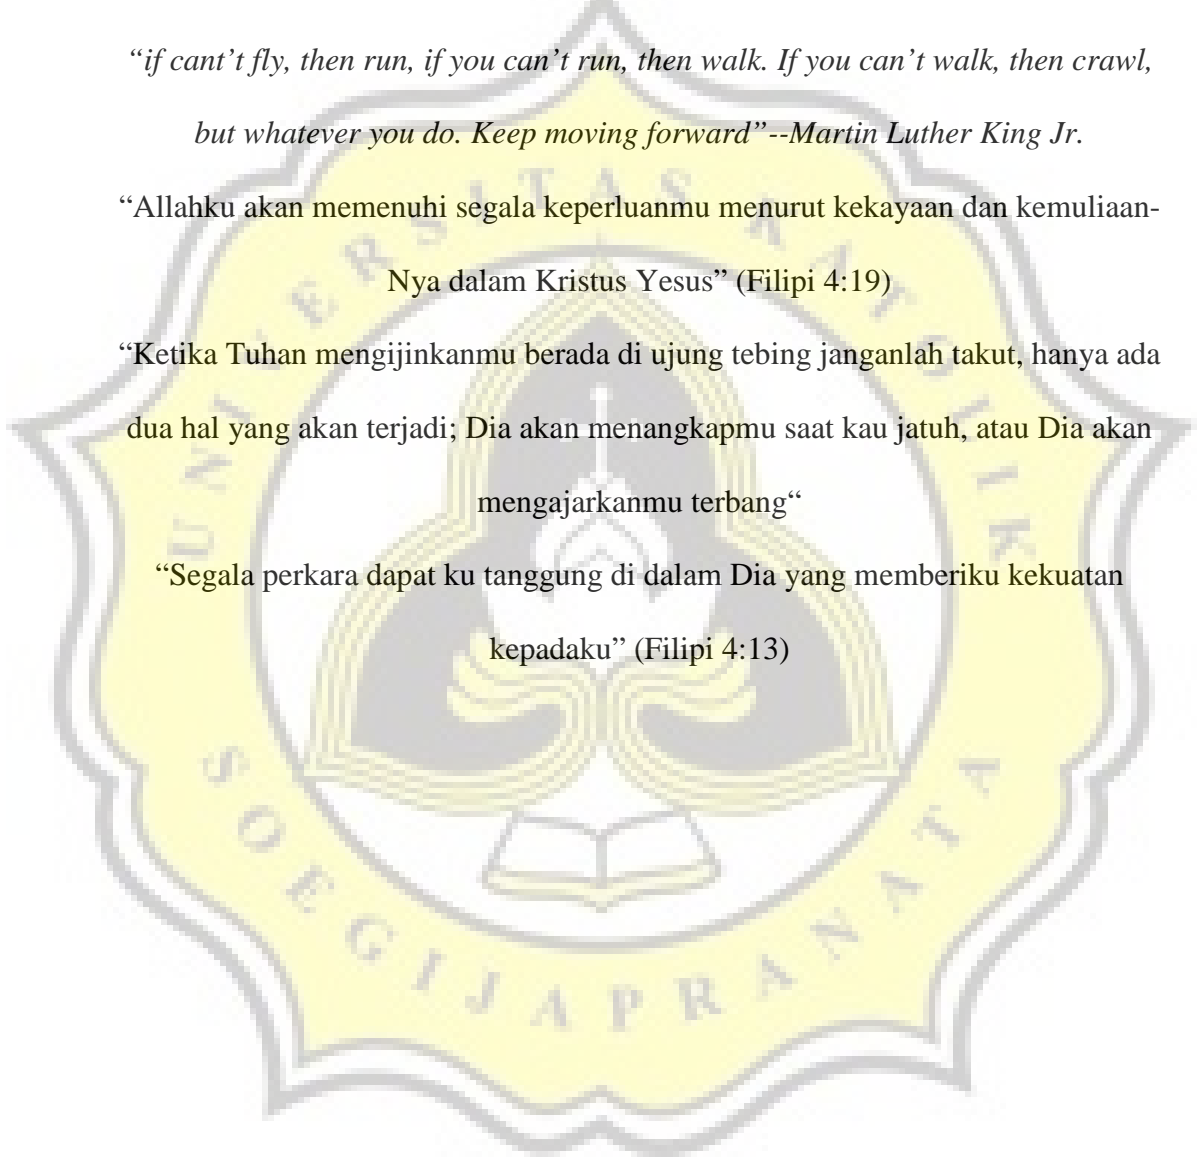 “if cant’t fly, then run, if you can’t run, then walk. If you can’t walk, then crawl,
but whatever you do. Keep moving forward”--Martin Luther King Jr.
“Allahku akan memenuhi segala keperluanmu menurut kekayaan dan kemuliaan-
Nya dalam Kristus Yesus” (Filipi 4:19)
“Ketika Tuhan mengijinkanmu berada di ujung tebing janganlah takut, hanya ada
dua hal yang akan terjadi; Dia akan menangkapmu saat kau jatuh, atau Dia akan
mengajarkanmu terbang“
“Segala perkara dapat ku tanggung di dalam Dia yang memberiku kekuatan
kepadaku” (Filipi 4:13)
UNIVERSITAS KATOLIK
SOEGIJAPRANATA